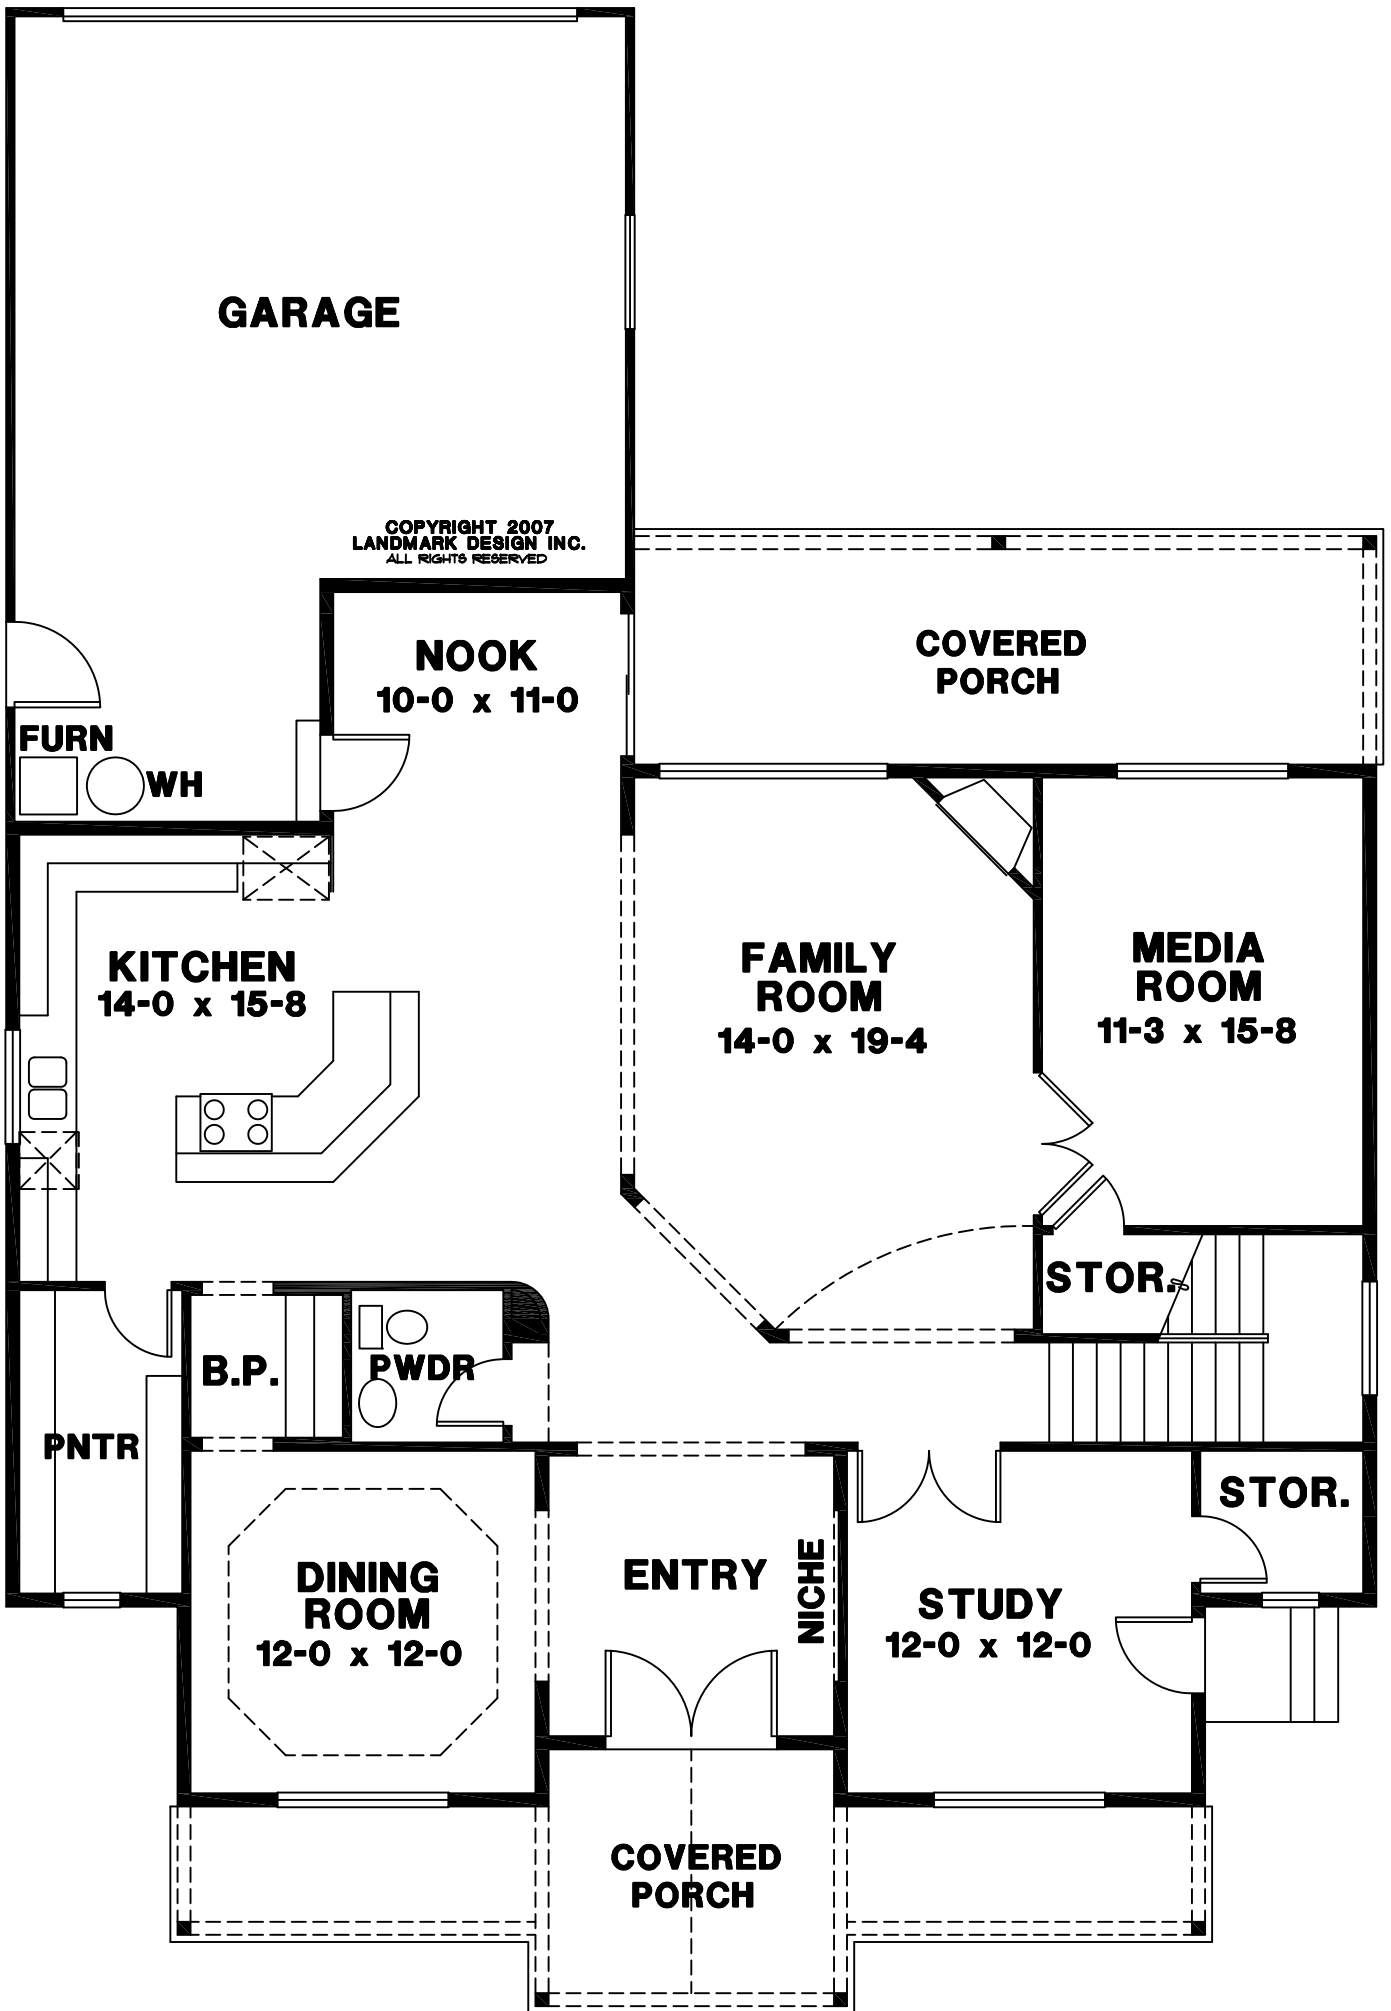 GARAGE
COPYRIGHT 2007
LANDMARK DESIGN INC.
ALL RIGHTS RESERVED
NOOK
10-0 x 11-0
COVERED
PORCH
FURN
WH
KITCHEN
14-0 x 15-8
FAMILY
ROOM
14-0 x 19-4
MEDIA
ROOM
11-3 x 15-8
STOR.
B.P.
PWDR
PNTR
STOR.
DINING
ROOM
12-0 x 12-0
ENTRY
NICHE
STUDY
12-0 x 12-0
COVERED
PORCH